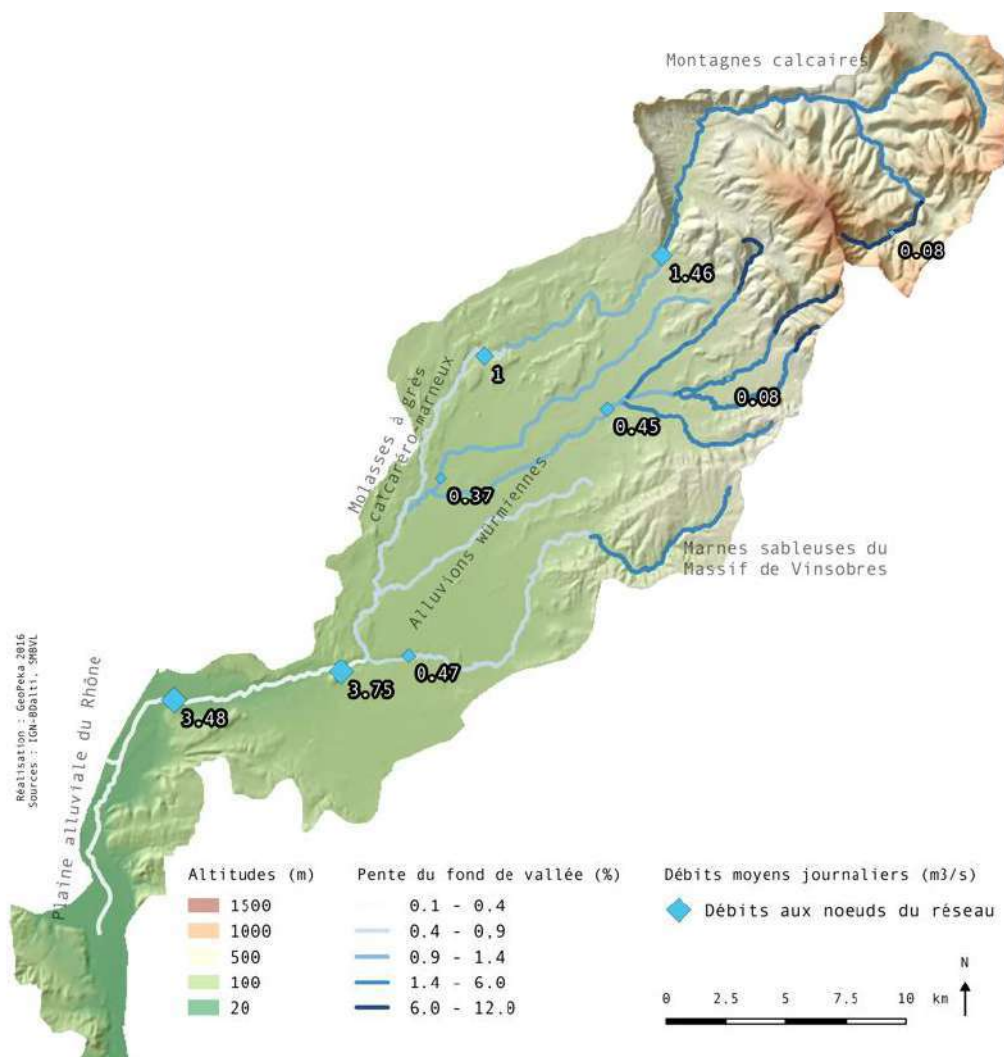 Montagnes calcaires
0.08
1.46
1
Molasses à grès
calcaréro-marneux
0.08
0.45
0.37
Alluvions würmiennes
Marnes sableuses du
Massif de Vinsobres
0.47
3.75
3.48
Réalisation : GeoPeka 2016
Sources : IGN-BDalti, SMBVL
Plaine alluviale du Rhône
Altitudes (m)
1500
1000
500
100
20
Pente du fond de vallée (%)
0.1 - 0.4
0.4 - 0.9
0.9 - 1.4
1.4 - 6.0
6.0 - 12.0
Débits moyens journaliers (m3/s)
Débits aux noeuds du réseau
N
0 2.5 5 7.5 10 km